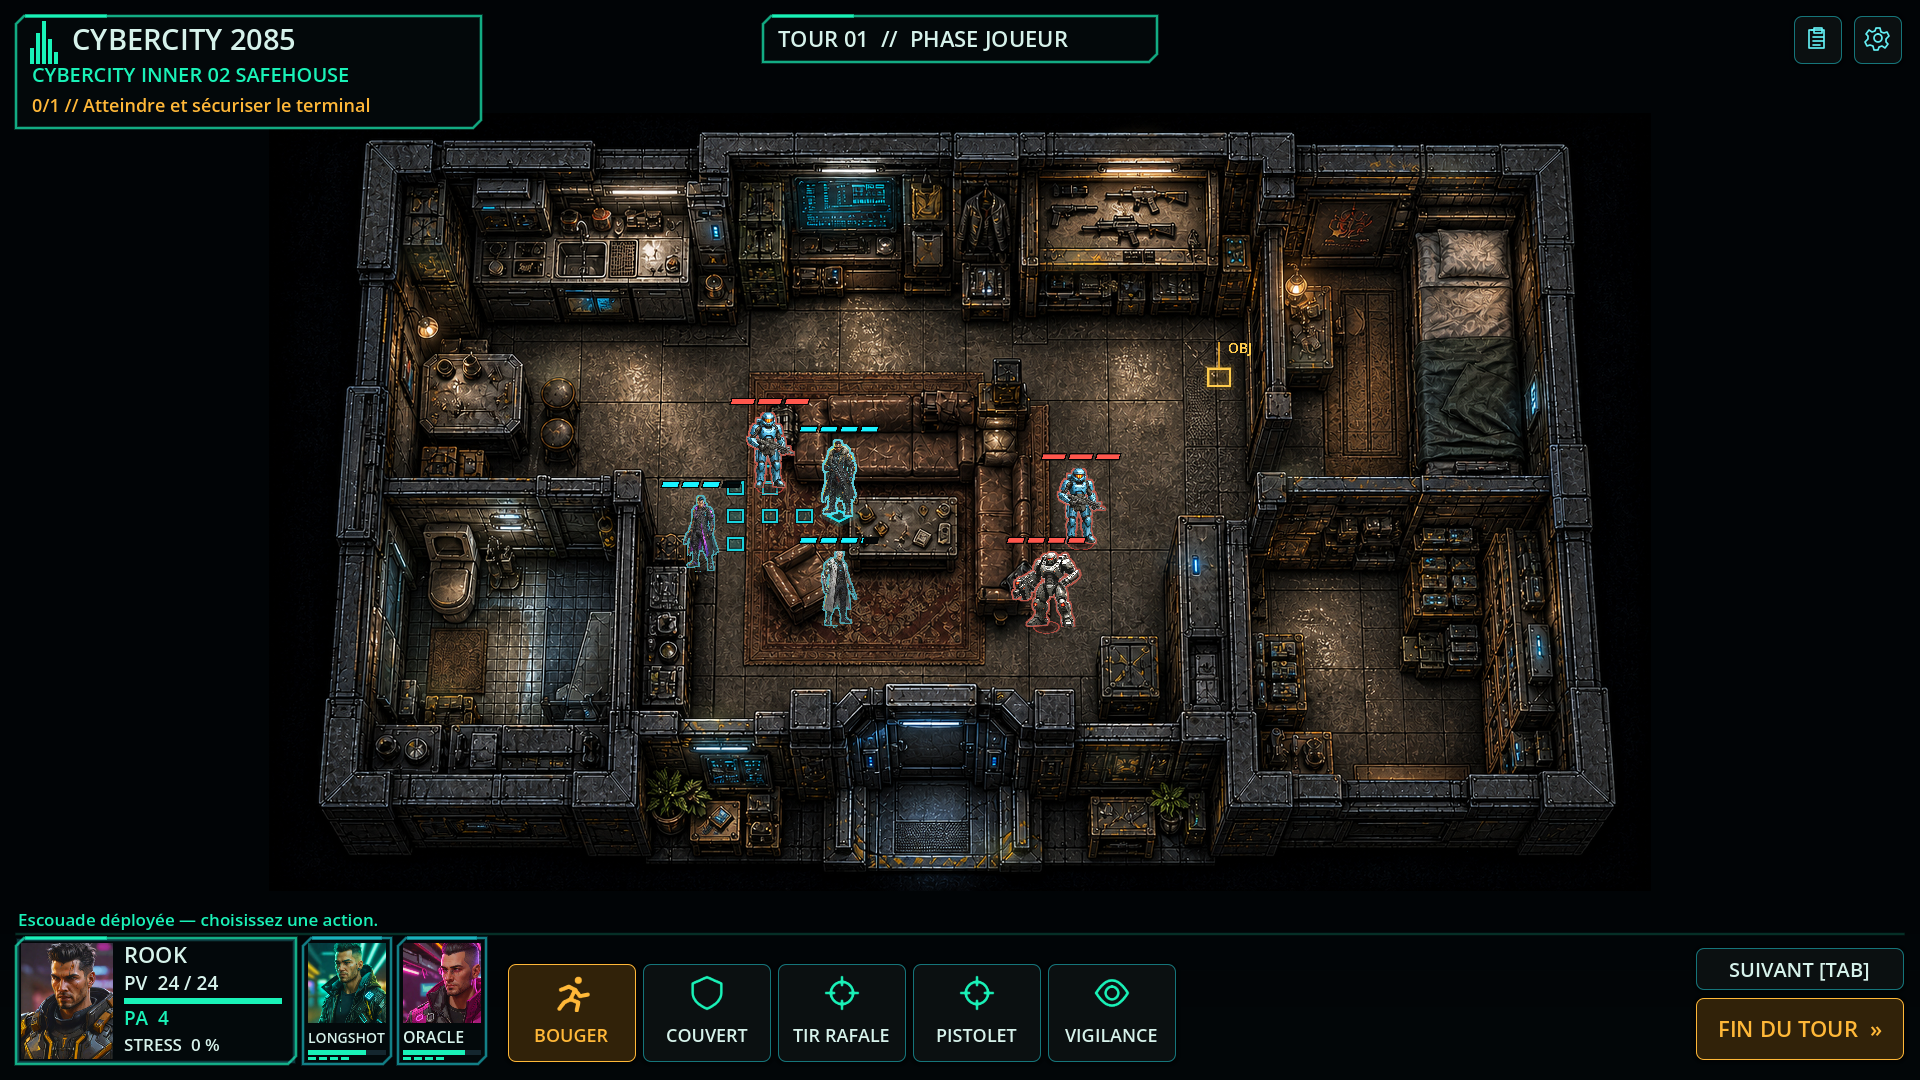 CYBERCITY 2085
CYBERCITY INNER 02 SAFEHOUSE
0/1 // Atteindre et sécuriser le terminal
TOUR 01 // PHASE JOUEUR
OBJ
Escouade déployée — choisissez une action.
ROOK
PV 24 / 24
PA 4
STRESS 0 %
LONGSHOT
ORACLE
BOUGER
COUVERT
TIR RAFALE
PISTOLET
VIGILANCE
SUIVANT [TAB]
FIN DU TOUR »